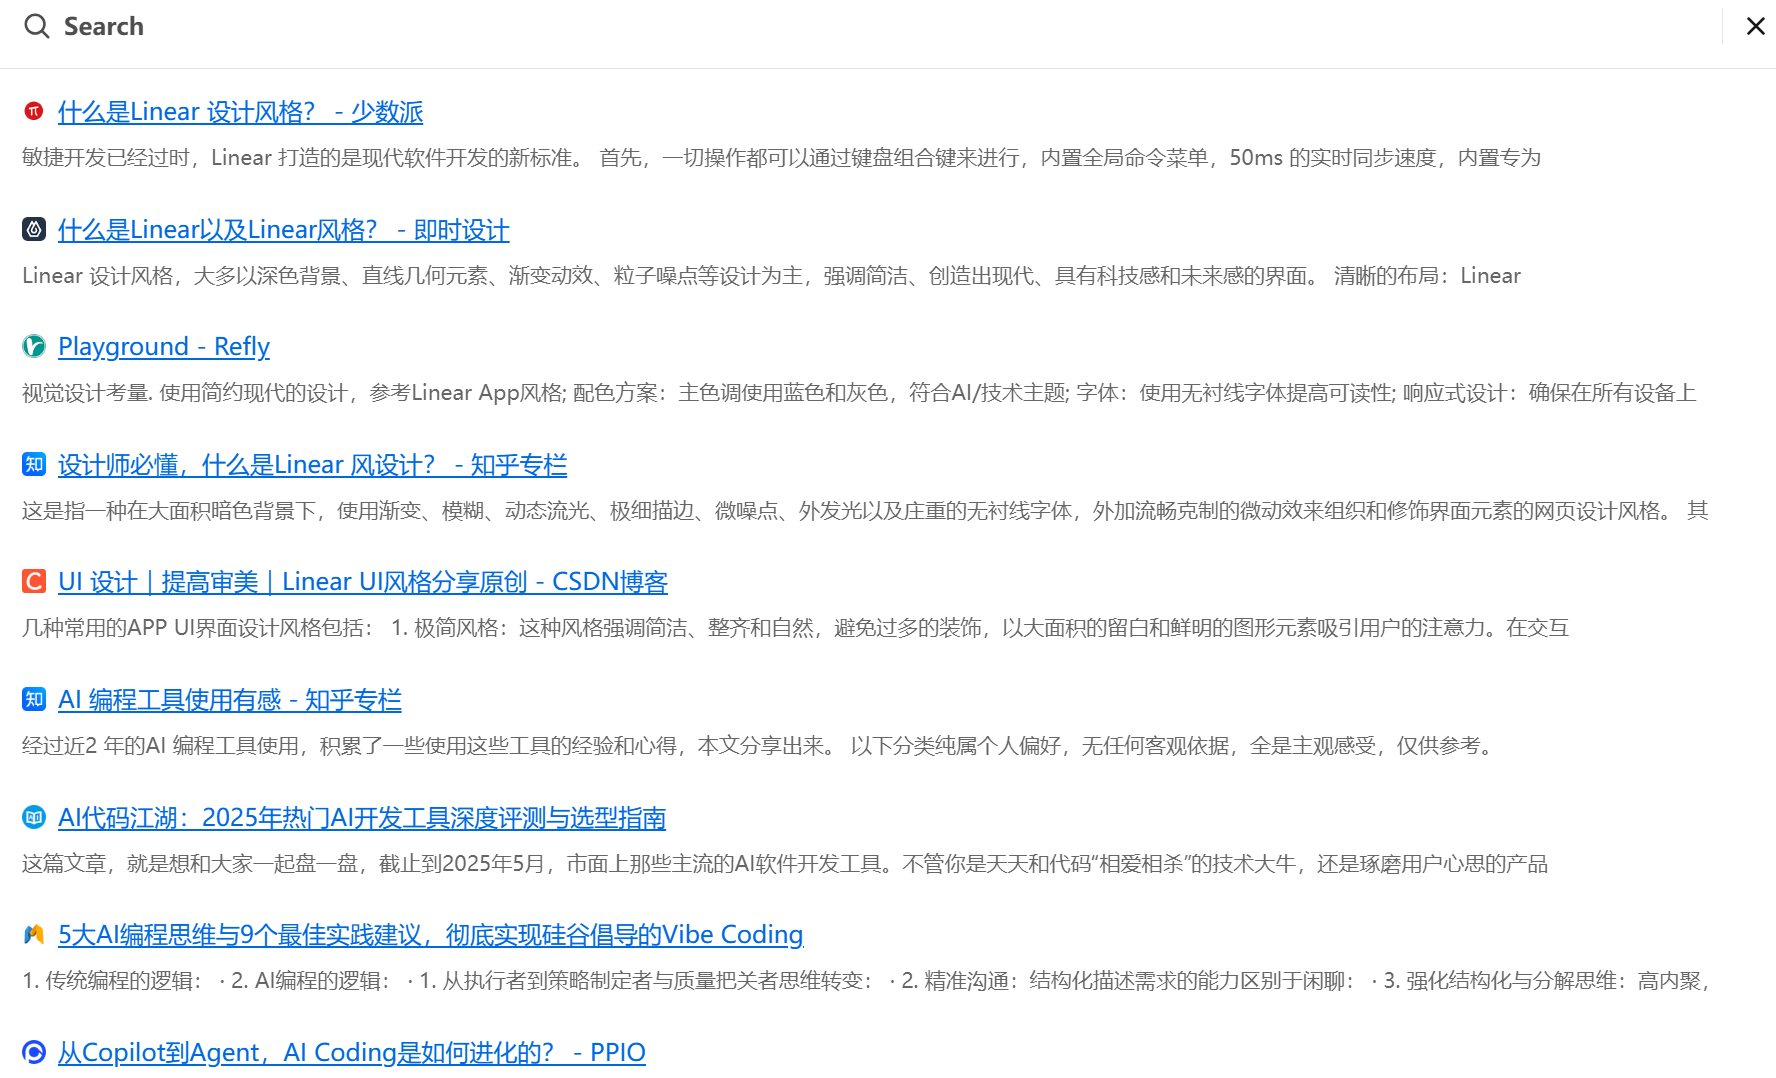 Search
什么是Linear 设计风格？ - 少数派
敏捷开发已经过时，Linear 打造的是现代软件开发的新标准。 首先，一切操作都可以通过键盘组合键来进行，内置全局命令菜单，50ms 的实时同步速度，内置专为
什么是Linear以及Linear风格？ - 即时设计
Linear 设计风格，大多以深色背景、直线几何元素、渐变动效、粒子噪点等设计为主，强调简洁、创造出现代、具有科技感和未来感的界面。 清晰的布局：Linear
Playground - Refly
视觉设计考量. 使用简约现代的设计，参考Linear App风格; 配色方案：主色调使用蓝色和灰色，符合AI/技术主题; 字体：使用无衬线字体提高可读性; 响应式设计：确保在所有设备上
知 设计师必懂，什么是Linear 风设计？ - 知乎专栏
这是指一种在大面积暗色背景下，使用渐变、模糊、动态流光、极细描边、微噪点、外发光以及庄重的无衬线字体，外加流畅克制的微动效来组织和修饰界面元素的网页设计风格。 其
C UI 设计｜提高审美｜Linear UI风格分享原创 - CSDN博客
几种常用的APP UI界面设计风格包括： 1. 极简风格：这种风格强调简洁、整齐和自然，避免过多的装饰，以大面积的留白和鲜明的图形元素吸引用户的注意力。在交互
知 AI 编程工具使用有感 - 知乎专栏
经过近2 年的AI 编程工具使用，积累了一些使用这些工具的经验和心得，本文分享出来。 以下分类纯属个人偏好，无任何客观依据，全是主观感受，仅供参考。
AI代码江湖：2025年热门AI开发工具深度评测与选型指南
这篇文章，就是想和大家一起盘一盘，截止到2025年5月，市面上那些主流的AI软件开发工具。不管你是天天和代码“相爱相杀”的技术大牛，还是琢磨用户心思的产品
5大AI编程思维与9个最佳实践建议，彻底实现硅谷倡导的Vibe Coding
1. 传统编程的逻辑： · 2. AI编程的逻辑： · 1. 从执行者到策略制定者与质量把关者思维转变： · 2. 精准沟通：结构化描述需求的能力区别于闲聊： · 3. 强化结构化与分解思维：高内聚，
从Copilot到Agent，AI Coding是如何进化的？ - PPIO